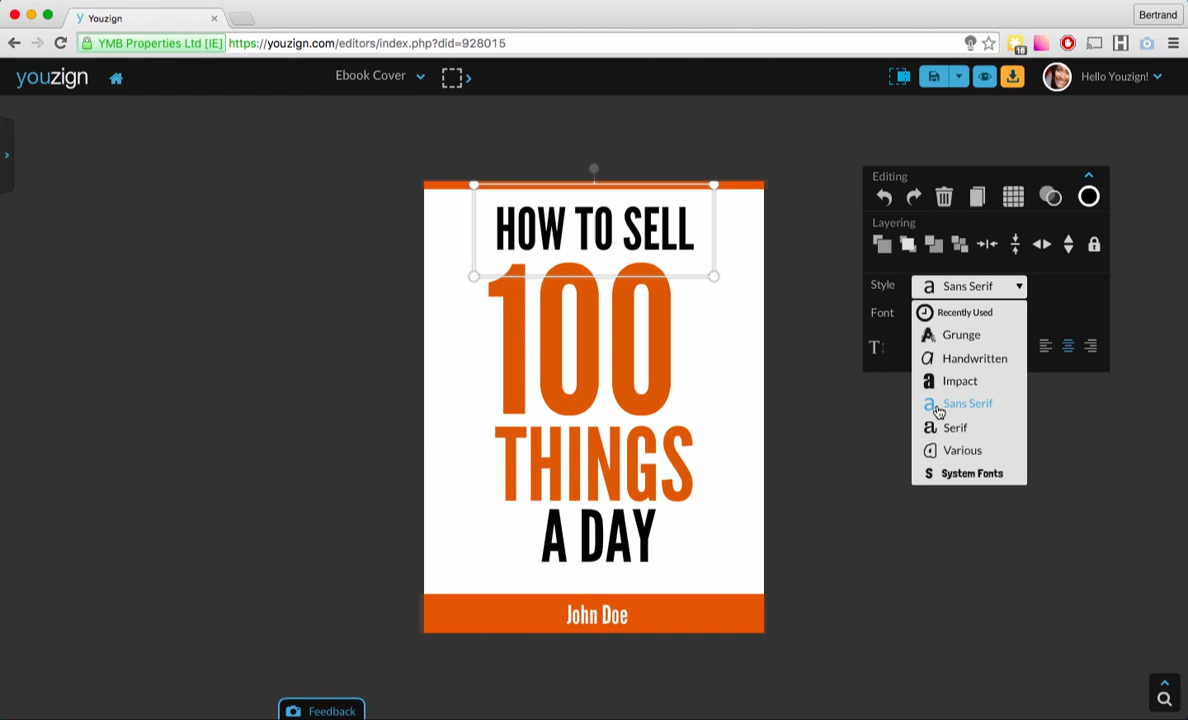 Youzign
Bertrand
YMB Properties Ltd [IE] https://youzign.com/editors/index.php?did=928015
16
youzign
Ebook Cover
Hello Youzign!
Editing
Layering
Style
a Sans Serif
Font
Recently Used
a Grunge
a Handwritten
a Impact
a Sans Serif
a Serif
a Various
S System Fonts
T
HOW TO SELL
100
THINGS
A DAY
John Doe
Feedback